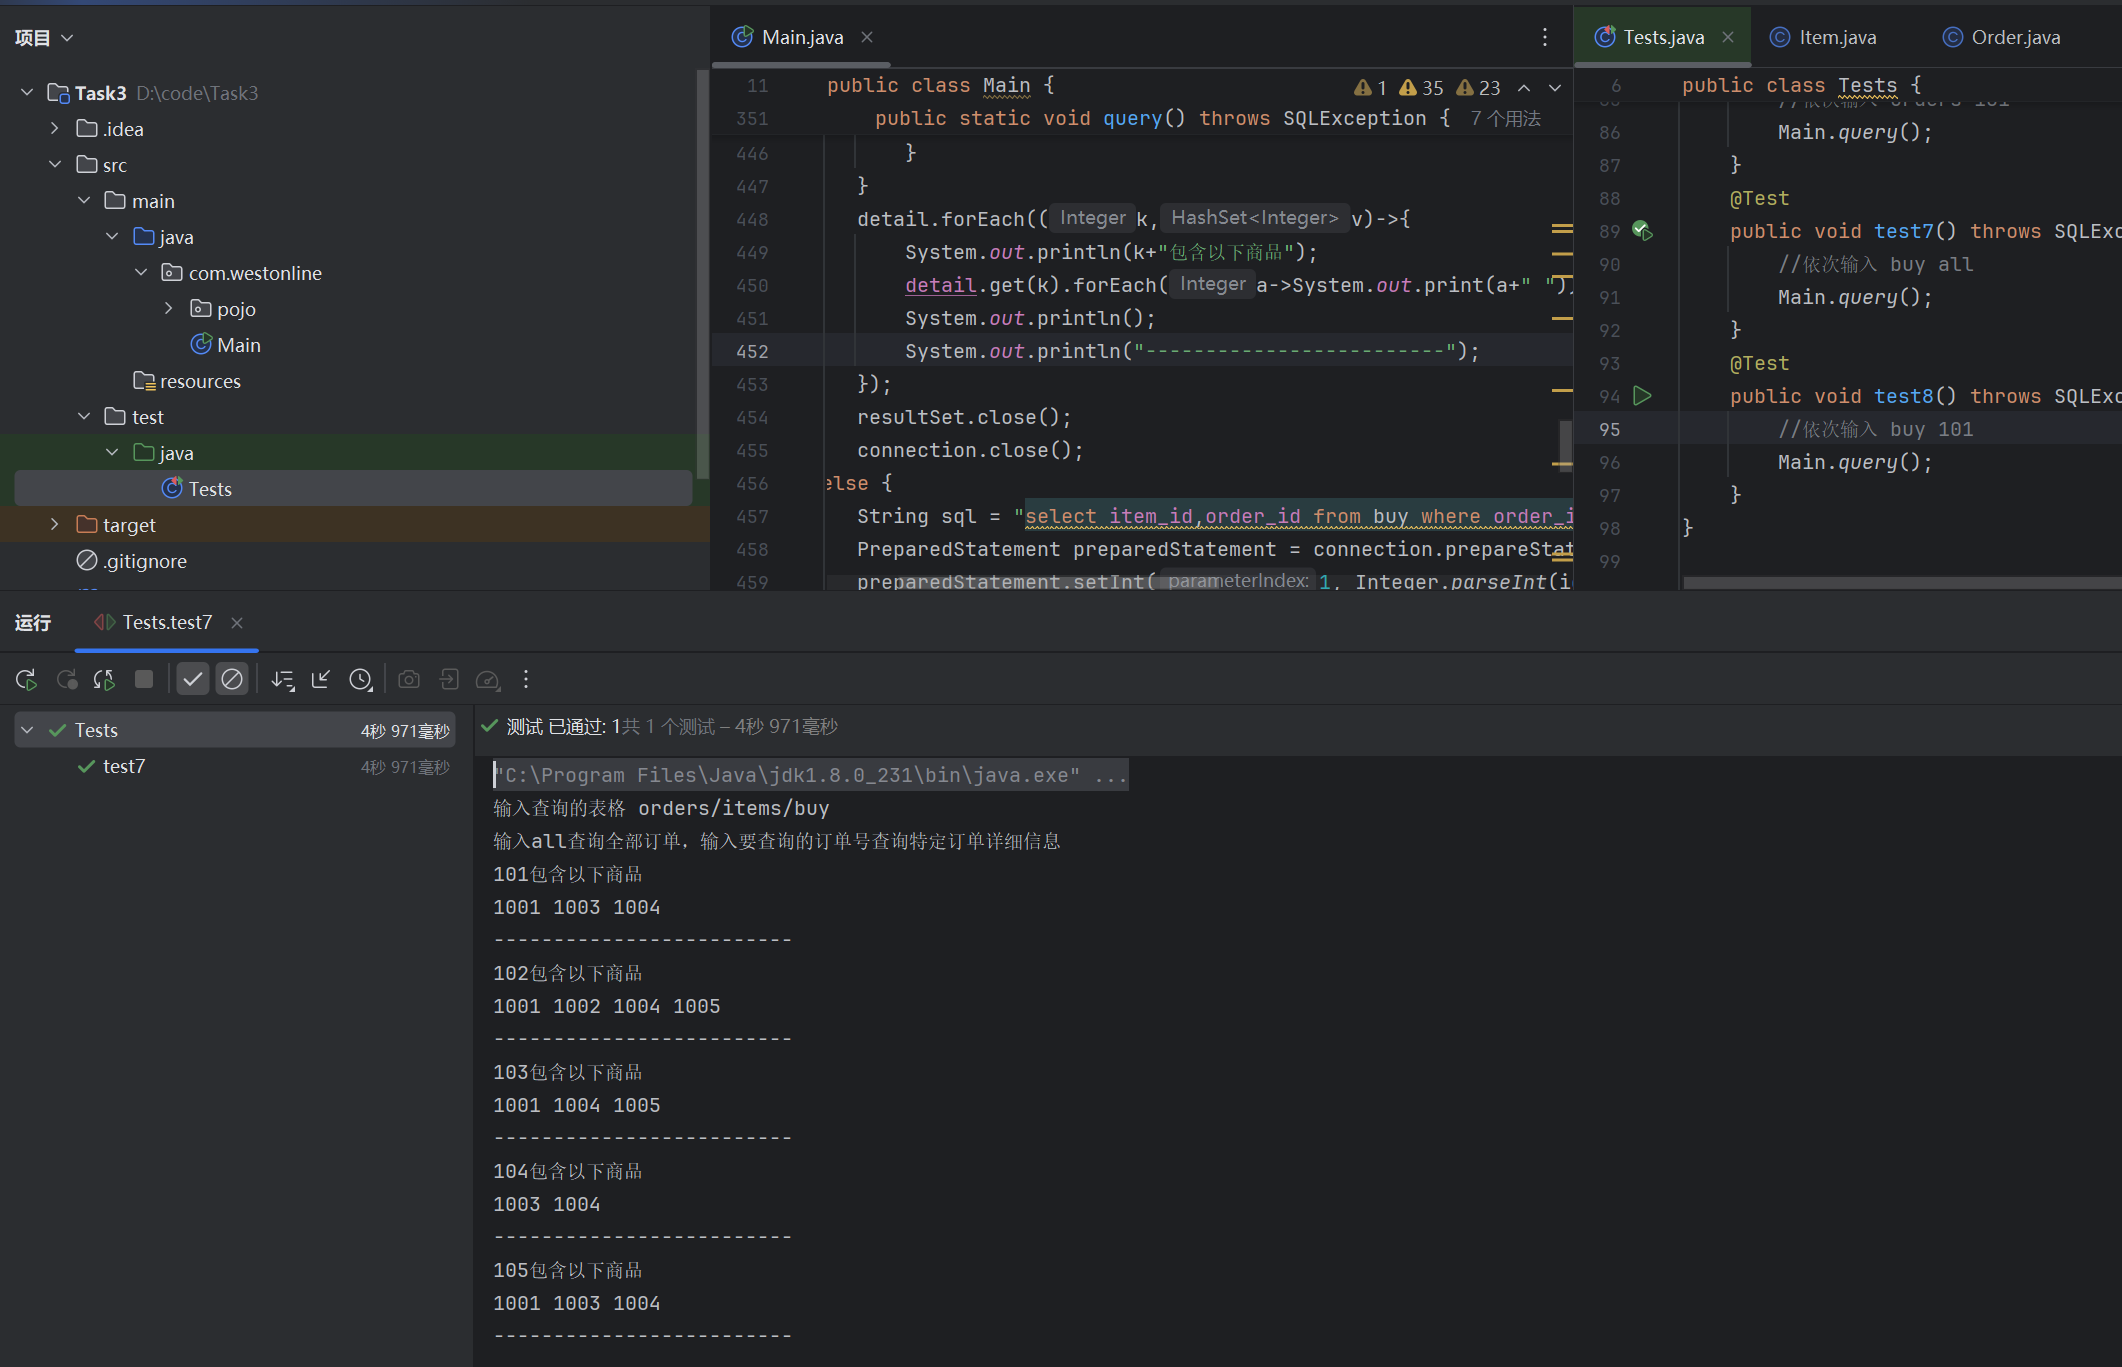 项目
Task3 D:\code\Task3
.idea
src
main
java
com.westonline
pojo
Main
resources
test
java
Tests
target
.gitignore
Main.java
11 public class Main {
1 35 23
351 public static void query() throws SQLException { 7 个用法
446 }
447 }
448 detail.forEach(( Integer k, HashSet<Integer> v)->{
449 System.out.println(k+"包含以下商品");
450 detail.get(k).forEach( Integer a->System.out.print(a+" "))
451 System.out.println();
452 System.out.println("-------------------------");
453 });
454 resultSet.close();
455 connection.close();
456 else {
457 String sql = "select item_id,order_id from buy where order_i
458 PreparedStatement preparedStatement = connection.prepareStat
459 preparedStatement.setInt( parameterIndex: 1, Integer.parseInt(i
Tests.java Item.java Order.java
6 public class Tests {
//依次输入 orders 101
86 Main.query();
87 }
88 @Test
89 public void test7() throws SQLExc
90 //依次输入 buy all
91 Main.query();
92 }
93 @Test
94 public void test8() throws SQLExc
95 //依次输入 buy 101
96 Main.query();
97 }
98 }
99
运行 Tests.test7
Tests 4秒 971毫秒
test7 4秒 971毫秒
测试 已通过: 1共 1 个测试 – 4秒 971毫秒
"C:\Program Files\Java\jdk1.8.0_231\bin\java.exe" ...
输入查询的表格 orders/items/buy
输入all查询全部订单，输入要查询的订单号查询特定订单详细信息
101包含以下商品
1001 1003 1004
-------------------------
102包含以下商品
1001 1002 1004 1005
-------------------------
103包含以下商品
1001 1004 1005
-------------------------
104包含以下商品
1003 1004
-------------------------
105包含以下商品
1001 1003 1004
-------------------------